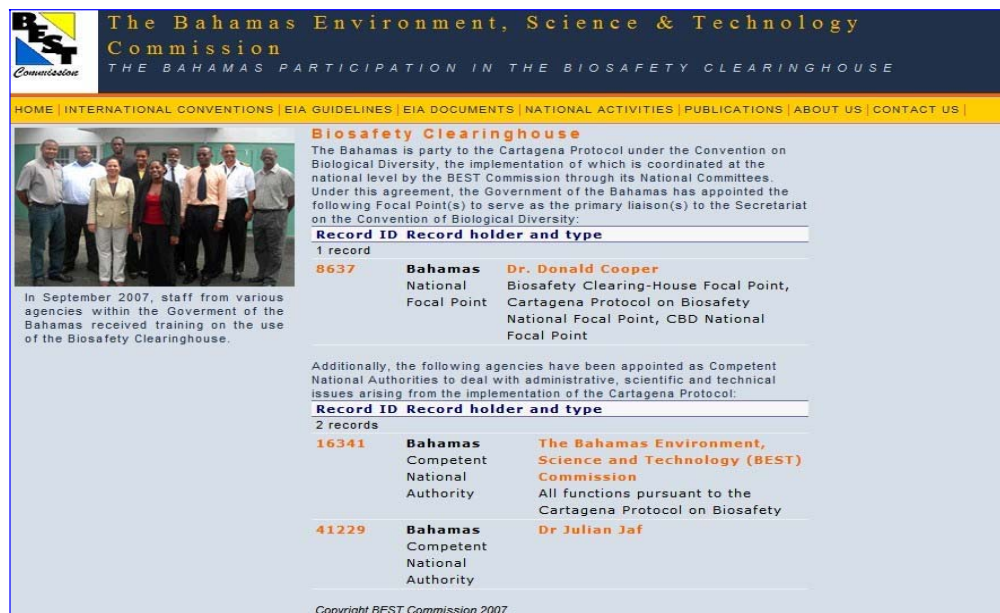 BEST
Commission
The Bahamas Environment, Science & Technology
Commission
THE BAHAMAS PARTICIPATION IN THE BIOSAFETY CLEARINGHOUSE
HOME | INTERNATIONAL CONVENTIONS | EIA GUIDELINES | EIA DOCUMENTS | NATIONAL ACTIVITIES | PUBLICATIONS | ABOUT US | CONTACT US |
In September 2007, staff from various
agencies within the Goverment of the
Bahamas received training on the use
of the Biosafety Clearinghouse.
Biosafety Clearinghouse
The Bahamas is party to the Cartagena Protocol under the Convention on
Biological Diversity, the implementation of which is coordinated at the
national level by the BEST Commission through its National Committees.
Under this agreement, the Government of the Bahamas has appointed the
following Focal Point(s) to serve as the primary liaison(s) to the Secretariat
on the Convention of Biological Diversity:
Record ID Record holder and type
1 record
8637 Bahamas Dr. Donald Cooper
National Biosafety Clearing-House Focal Point,
Focal Point Cartagena Protocol on Biosafety
National Focal Point, CBD National
Focal Point
Additionally, the following agencies have been appointed as Competent
National Authorities to deal with administrative, scientific and technical
issues arising from the implementation of the Cartagena Protocol:
Record ID Record holder and type
2 records
16341 Bahamas The Bahamas Environment,
Competent Science and Technology (BEST)
National Commission
Authority All functions pursuant to the
Cartagena Protocol on Biosafety
41229 Bahamas Dr Julian Jaf
Competent
National
Authority
Copyright BEST Commission 2007